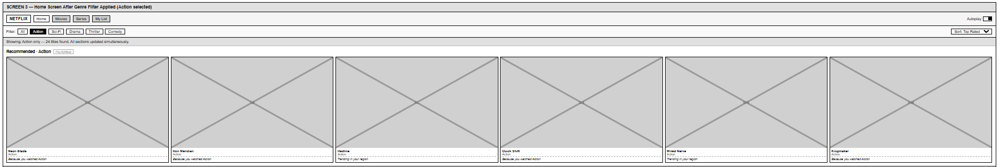 SCREEN 3 — Home Screen After Genre Filter Applied (Action selected)
NETFLIX Home Movies Series My List Autoplay
Filter: All Action Sci-Fi Drama Thriller Comedy Sort: Top Rated
Showing: Action only — 24 titles found. All sections updated simultaneously.
Recommended - Action FILTERED
Neon Blade Iron Meridian Redline Quick Shift Wired Nerve Kingmaker
Action Action Action Action Action Action
Because you watched Action Because you watched Action Trending in your region Because you watched Action Trending in your region Because you watched Action